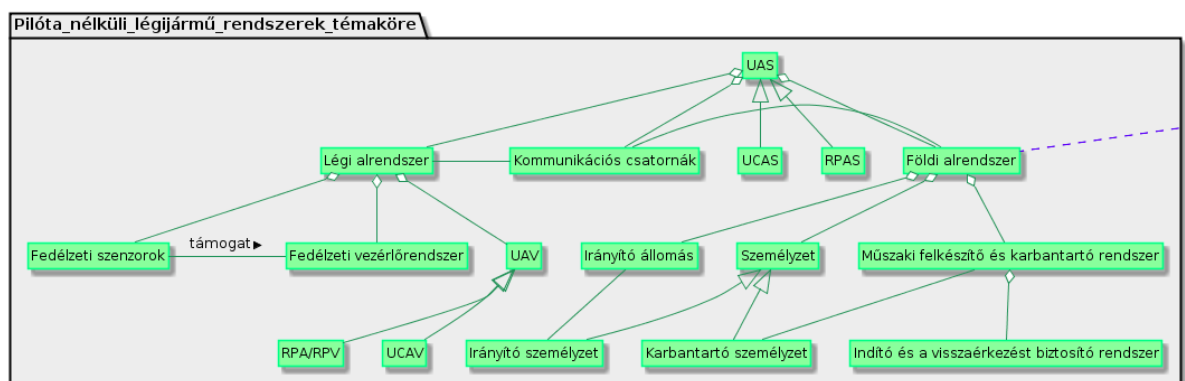 Pilóta_nélküli_légijármű_rendszerek_témaköre
UAS
Légi alrendszer
Kommunikációs csatornák
UCAS
RPAS
Földi alrendszer
támogat
Fedélzeti szenzorok
Fedélzeti vezérlőrendszer
UAV
Irányító állomás
Személyzet
Műszaki felkészítő és karbantartó rendszer
RPA/RPV
UCAV
Irányító személyzet
Karbantartó személyzet
Indító és a visszaérkezést biztosító rendszer